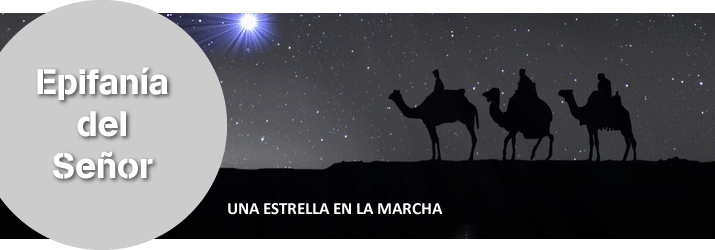 Epifanía
del
Señor
UNA ESTRELLA EN LA MARCHA